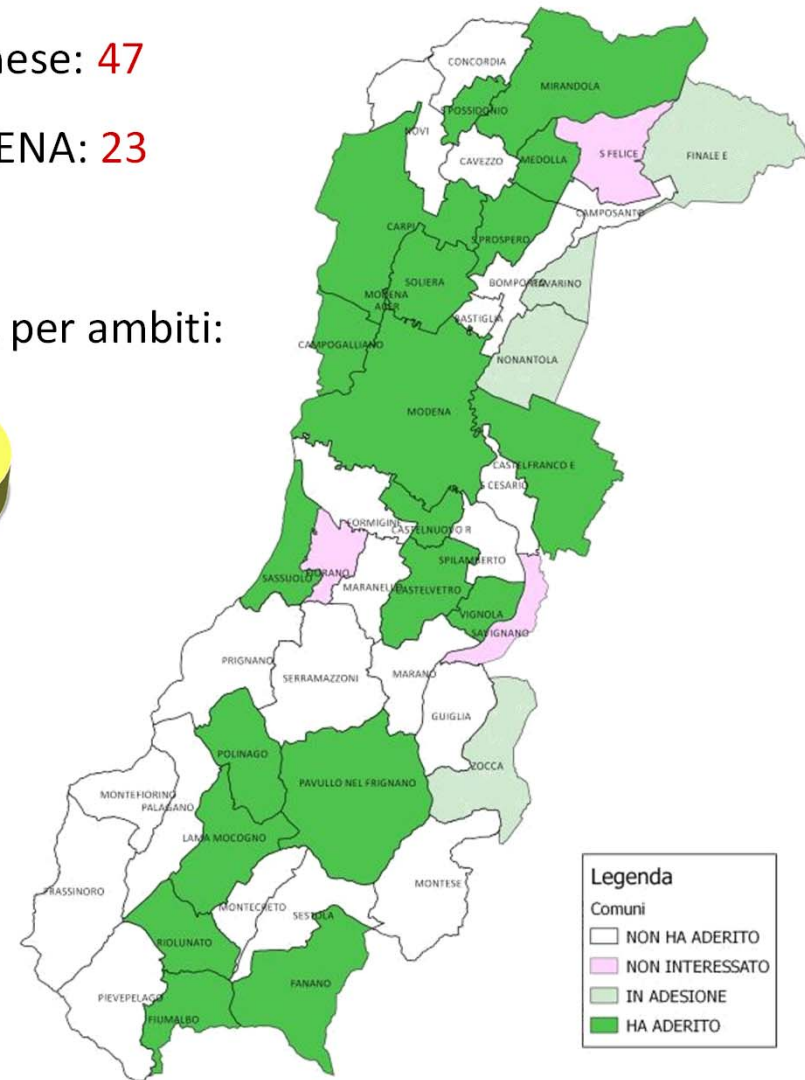 nese: 47
ENA: 23
per ambiti:
CONCORDIA
MIRANDOLA
S POSSIDONIO
NOVI
CAVEZZO
MEDOLLA
S FELICE
FINALE E
CAMPOSANTO
CARPI
S PROSPERO
SOLIERA
BOMPORTO
RAVARINO
MODENA
ACER
BASTIGLIA
CAMPOGALLIANO
NONANTOLA
MODENA
CASTELFRANCO E
S CESARIO
FORMIGINE
CASTELNUOVO R
SPILAMBERTO
SASSUOLO
FIORANO
MARANELLO
CASTELVETRO
VIGNOLA
SAVIGNANO
PRIGNANO
SERRAMAZZONI
MARANO
GUIGLIA
POLINAGO
ZOCCA
PAVULLO NEL FRIGNANO
MONTEFIORINO
PALAGANO
LAMA MOCOGNO
FRASSINORO
MONTECRETO
SESTOLA
MONTESE
RIOLUNATO
FANANO
PIEVEPELAGO
FIUMALBO
Legenda
Comuni
NON HA ADERITO
NON INTERESSATO
IN ADESIONE
HA ADERITO